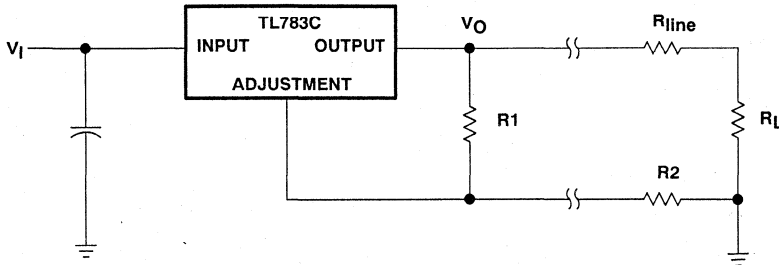 TL783C
VI
INPUT
OUTPUT
VO
Rline
ADJUSTMENT
R1
RL
R2